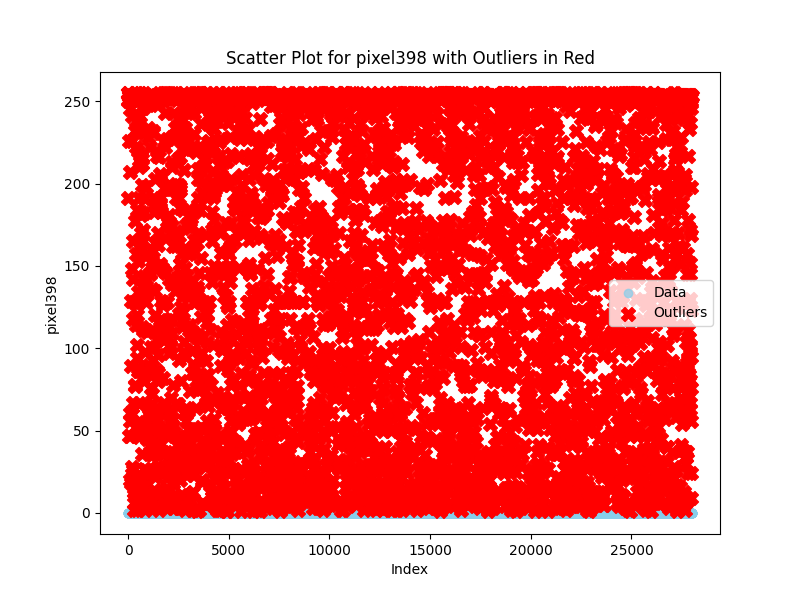 Scatter Plot for pixel398 with Outliers in Red
250
200
150
100
50
0
pixel398
Data
Outliers
0 5000 10000 15000 20000 25000
Index